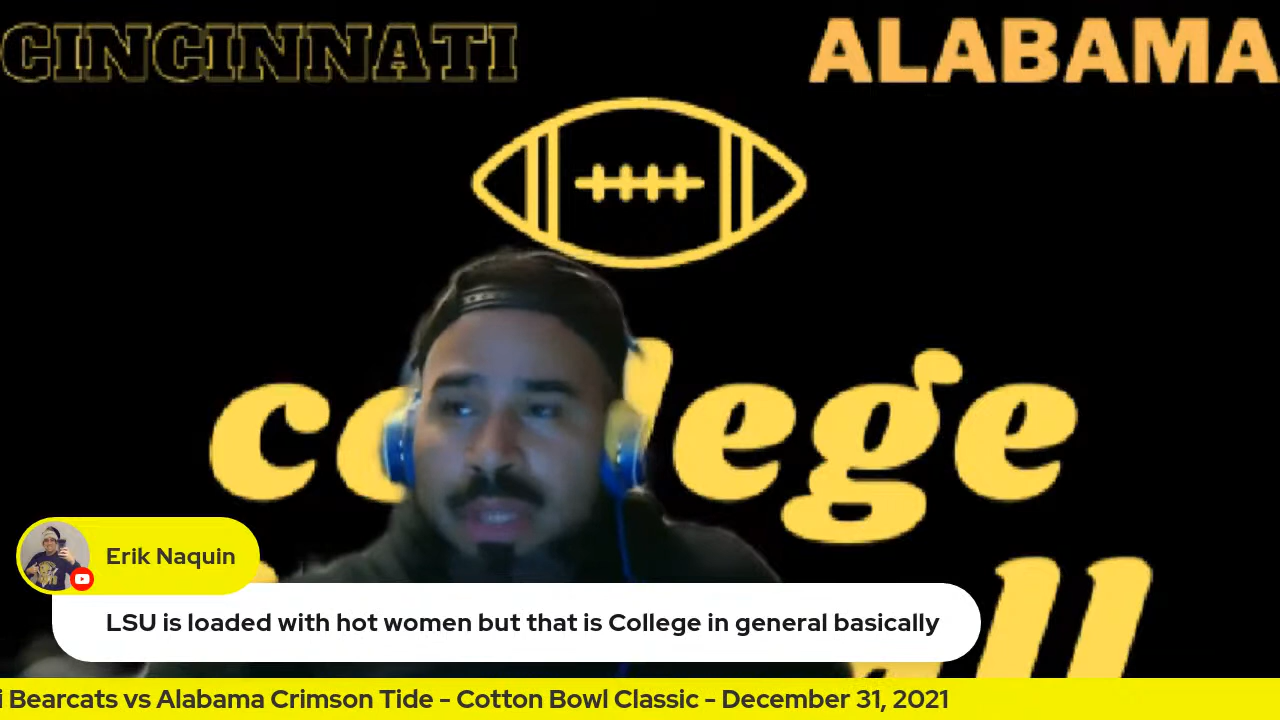 CINCINNATI
ALABAMA
college
Erik Naquin
LSU is loaded with hot women but that is College in general basically
i Bearcats vs Alabama Crimson Tide - Cotton Bowl Classic - December 31, 2021